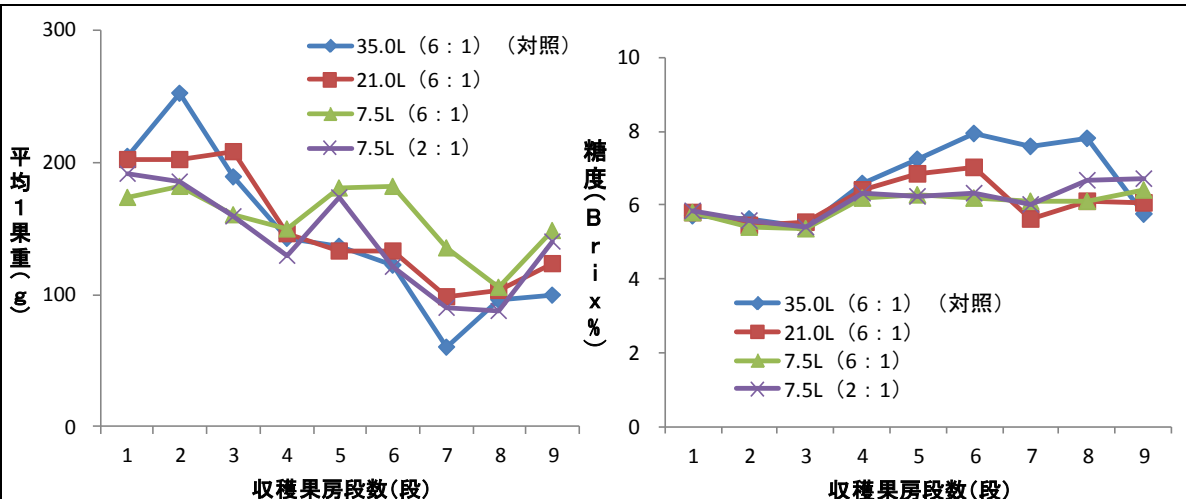 300
200
100
0
平均1果重(g)
35.0L（6：1）（対照）
21.0L（6：1）
7.5L（6：1）
7.5L（2：1）
1 2 3 4 5 6 7 8 9
収穫果房段数(段)
10
8
6
4
2
0
糖度(Brix%)
35.0L（6：1）（対照）
21.0L（6：1）
7.5L（6：1）
7.5L（2：1）
1 2 3 4 5 6 7 8 9
収穫果房段数(段)